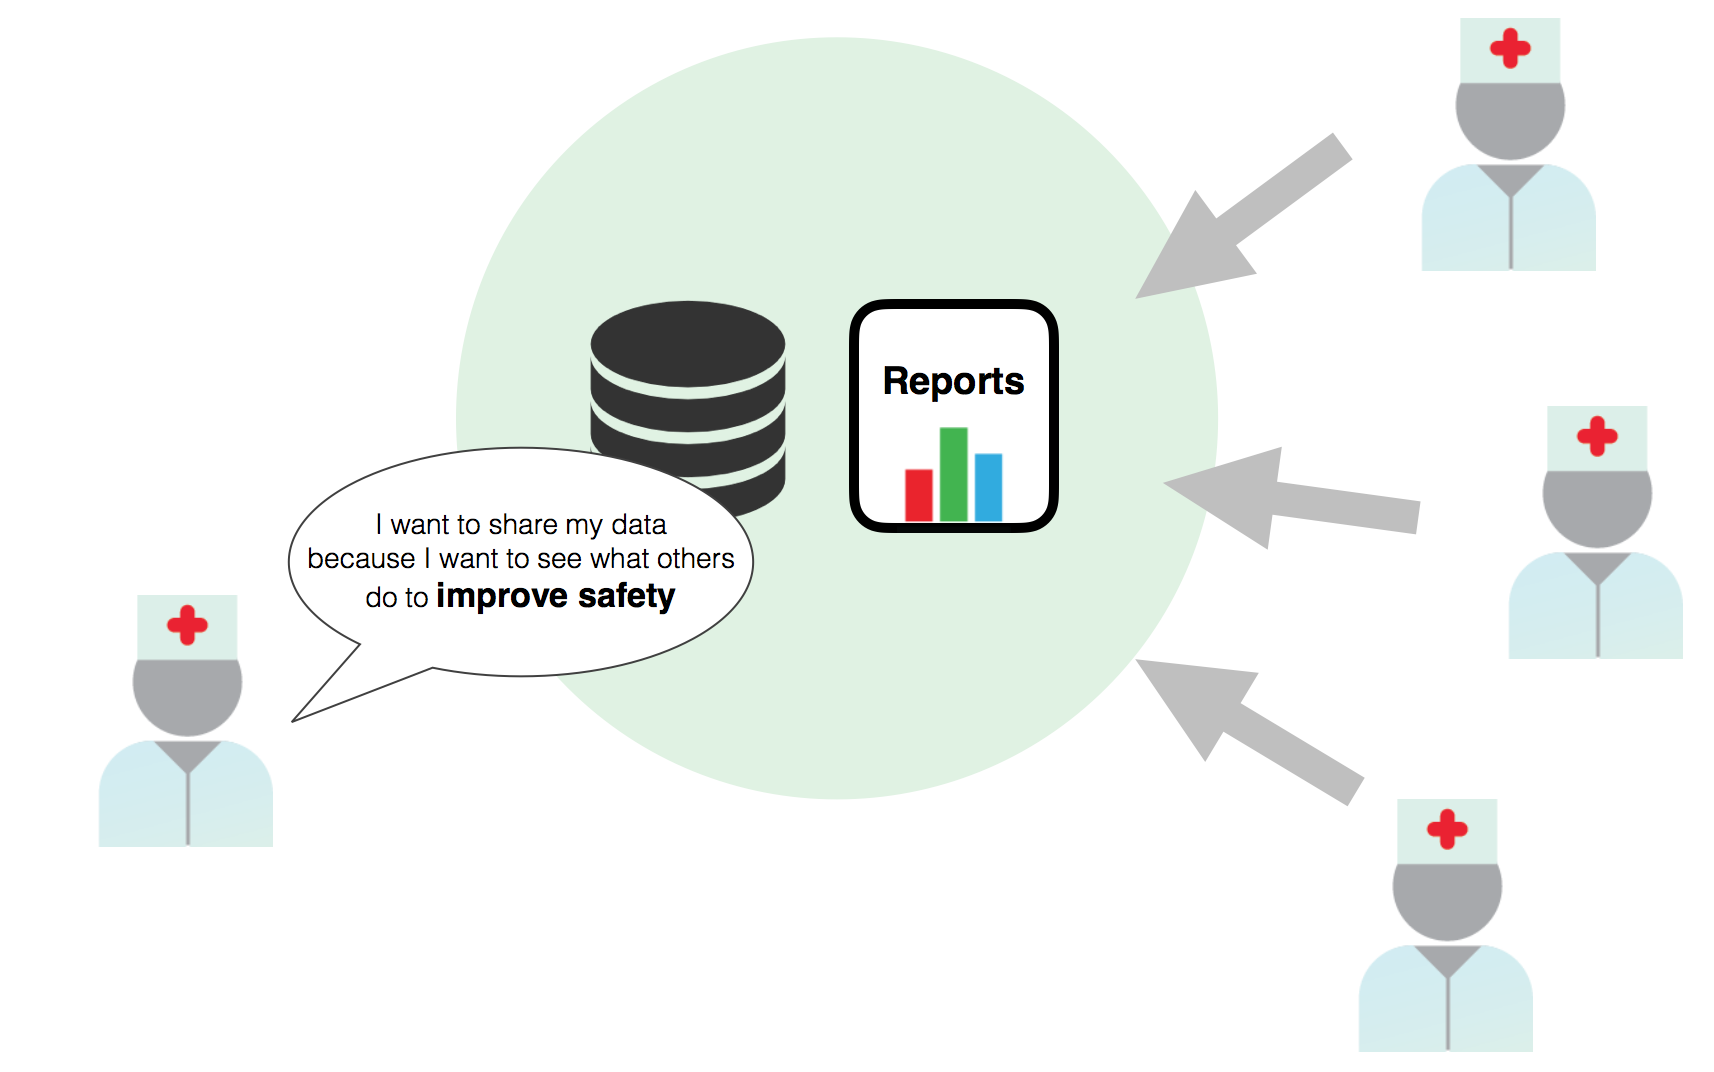 Reports
I want to share my data
because I want to see what others
do to improve safety